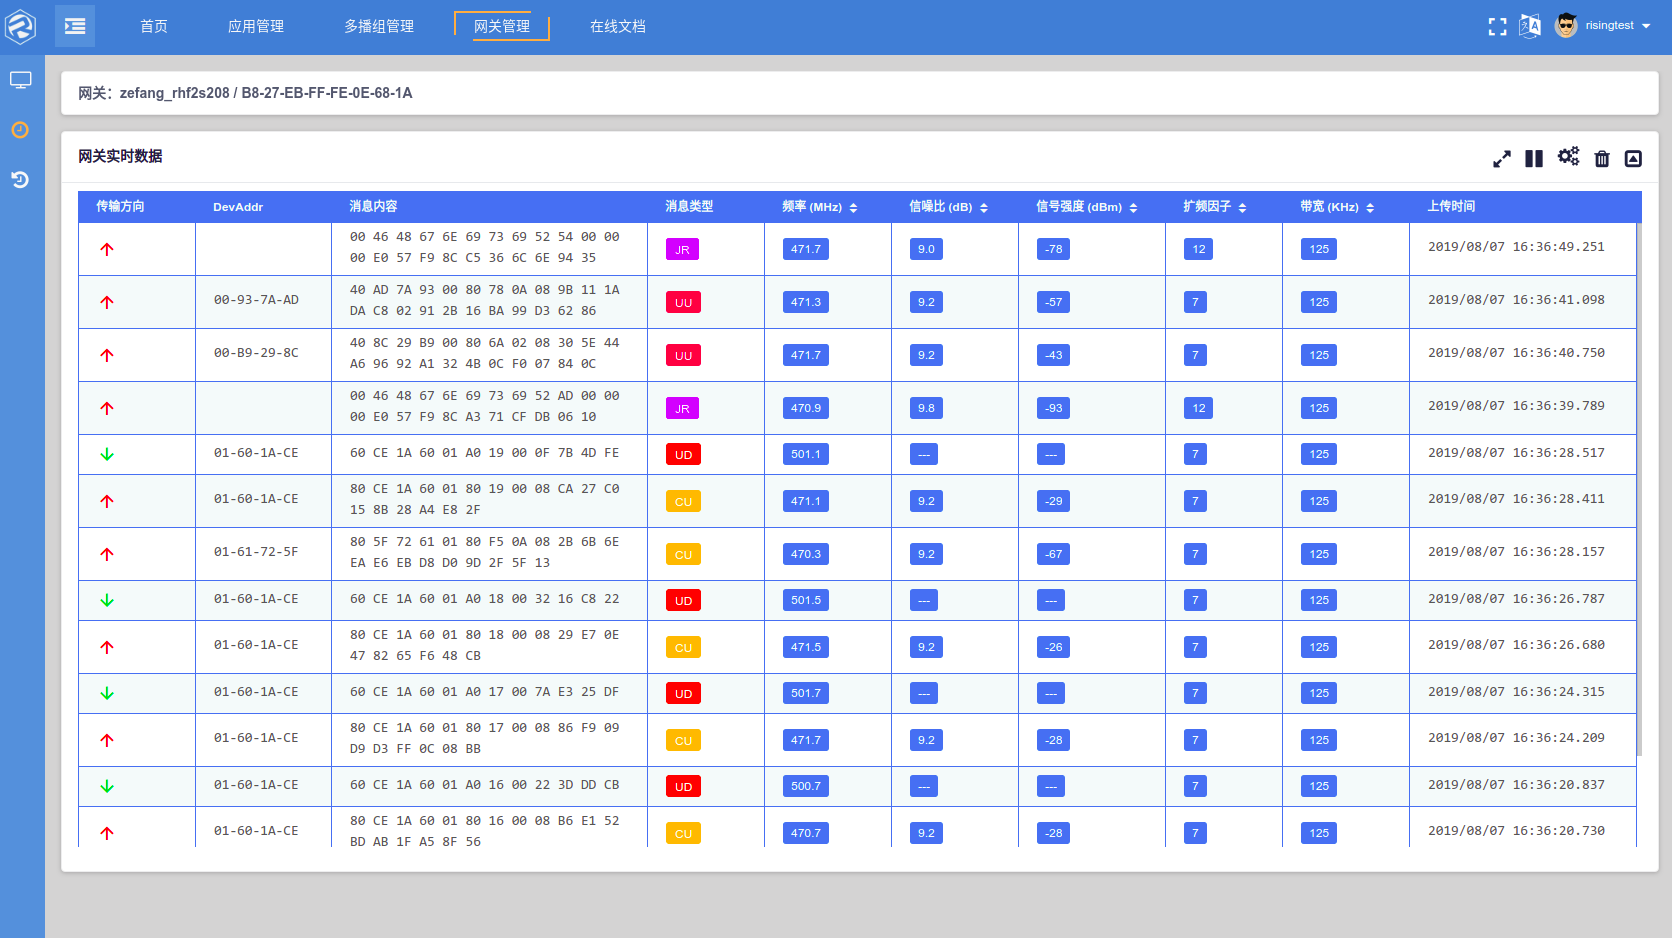 首页 应用管理 多播组管理 网关管理 在线文档 risingtest
网关：zefang_rhf2s208 / B8-27-EB-FF-FE-0E-68-1A
网关实时数据
传输方向 DevAddr 消息内容 消息类型 频率 (MHz) 信噪比 (dB) 信号强度 (dBm) 扩频因子 带宽 (KHz) 上传时间
00 46 48 67 6E 69 73 69 52 54 00 00
00 E0 57 F9 8C C5 36 6C 6E 94 35
JR 471.7 9.0 -78 12 125 2019/08/07 16:36:49.251
00-93-7A-AD
40 AD 7A 93 00 80 78 0A 08 9B 11 1A
DA C8 02 91 2B 16 BA 99 D3 62 86
UU 471.3 9.2 -57 7 125 2019/08/07 16:36:41.098
00-B9-29-8C
40 8C 29 B9 00 80 6A 02 08 30 5E 44
A6 96 92 A1 32 4B 0C F0 07 84 0C
UU 471.7 9.2 -43 7 125 2019/08/07 16:36:40.750
00 46 48 67 6E 69 73 69 52 AD 00 00
00 E0 57 F9 8C A3 71 CF DB 06 10
JR 470.9 9.8 -93 12 125 2019/08/07 16:36:39.789
01-60-1A-CE 60 CE 1A 60 01 A0 19 00 0F 7B 4D FE UD 501.1 --- --- 7 125 2019/08/07 16:36:28.517
01-60-1A-CE
80 CE 1A 60 01 80 19 00 08 CA 27 C0
15 8B 28 A4 E8 2F
CU 471.1 9.2 -29 7 125 2019/08/07 16:36:28.411
01-61-72-5F
80 5F 72 61 01 80 F5 0A 08 2B 6B 6E
EA E6 EB D8 D0 9D 2F 5F 13
CU 470.3 9.2 -67 7 125 2019/08/07 16:36:28.157
01-60-1A-CE 60 CE 1A 60 01 A0 18 00 32 16 C8 22 UD 501.5 --- --- 7 125 2019/08/07 16:36:26.787
01-60-1A-CE
80 CE 1A 60 01 80 18 00 08 29 E7 0E
47 82 65 F6 48 CB
CU 471.5 9.2 -26 7 125 2019/08/07 16:36:26.680
01-60-1A-CE 60 CE 1A 60 01 A0 17 00 7A E3 25 DF UD 501.7 --- --- 7 125 2019/08/07 16:36:24.315
01-60-1A-CE
80 CE 1A 60 01 80 17 00 08 86 F9 09
D9 D3 FF 0C 08 BB
CU 471.7 9.2 -28 7 125 2019/08/07 16:36:24.209
01-60-1A-CE 60 CE 1A 60 01 A0 16 00 22 3D DD CB UD 500.7 --- --- 7 125 2019/08/07 16:36:20.837
01-60-1A-CE
80 CE 1A 60 01 80 16 00 08 B6 E1 52
BD AB 1F A5 8F 56
CU 470.7 9.2 -28 7 125 2019/08/07 16:36:20.730